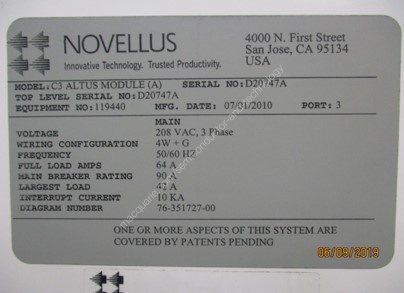 NOVELLUS
Innovative Technology. Trusted Productivity.
4000 N. First Street
San Jose, CA 95134
USA
MODEL: C3 ALTUS MODULE (A) SERIAL NO: D20747A
TOP LEVEL SERIAL NO: D20747A
EQUIPMENT NO: 119440 MFG. DATE: 07/01/2010 PORT: 3
MAIN
VOLTAGE 208 VAC, 3 Phase
WIRING CONFIGURATION 4W + G
FREQUENCY 50/60 HZ
FULL LOAD AMPS 64 A
MAIN BREAKER RATING 90 A
LARGEST LOAD 42 A
INTERRUPT CURRENT 10 KA
DIAGRAM NUMBER 76-351727-00
ONE OR MORE ASPECTS OF THIS SYSTEM ARE
COVERED BY PATENTS PENDING
06/09/2019